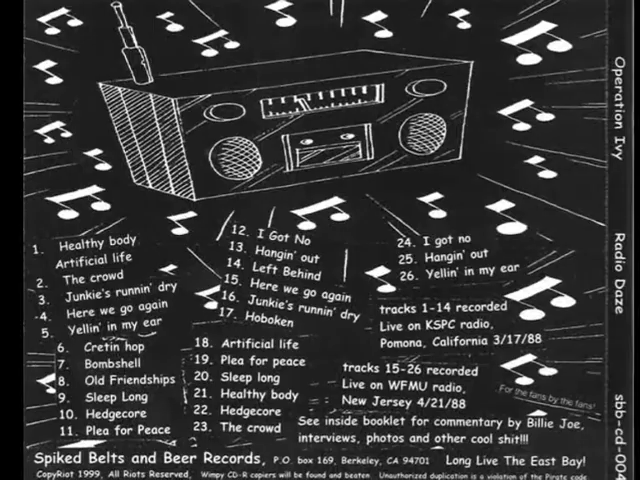 1. Healthy body
Artificial life
2. The crowd
3. Junkie's runnin' dry
4. Here we go again
5. Yellin' in my ear
6. Cretin hop
7. Bombshell
8. Old Friendships
9. Sleep Long
10. Hedgecore
11. Plea for Peace
12. I Got No
13. Hangin' out
14. Left Behind
15. Here we go again
16. Junkie's runnin' dry
17. Hoboken
18. Artificial life
19. Plea for peace
20. Sleep long
21. Healthy body
22. Hedgecore
23. The crowd
24. I got no
25. Hangin' out
26. Yellin' in my ear
tracks 1-14 recorded
Live on KSPC radio,
Pomona, California 3/17/88
tracks 15-26 recorded
Live on WFMU radio,
New Jersey 4/21/88
For the fans by the fans!
See inside booklet for commentary by Billie Joe,
interviews, photos and other cool shit!!!
Spiked Belts and Beer Records, P.O. box 169, Berkeley, CA 94701 Long Live The East Bay!
CopyRiot 1999, All Riots Reserved, Wimpy CD-R copiers will be found and beaten Unauthorized duplication is a violation of the Pirate code
Operation Ivy Radio Daze sbb-cd-004